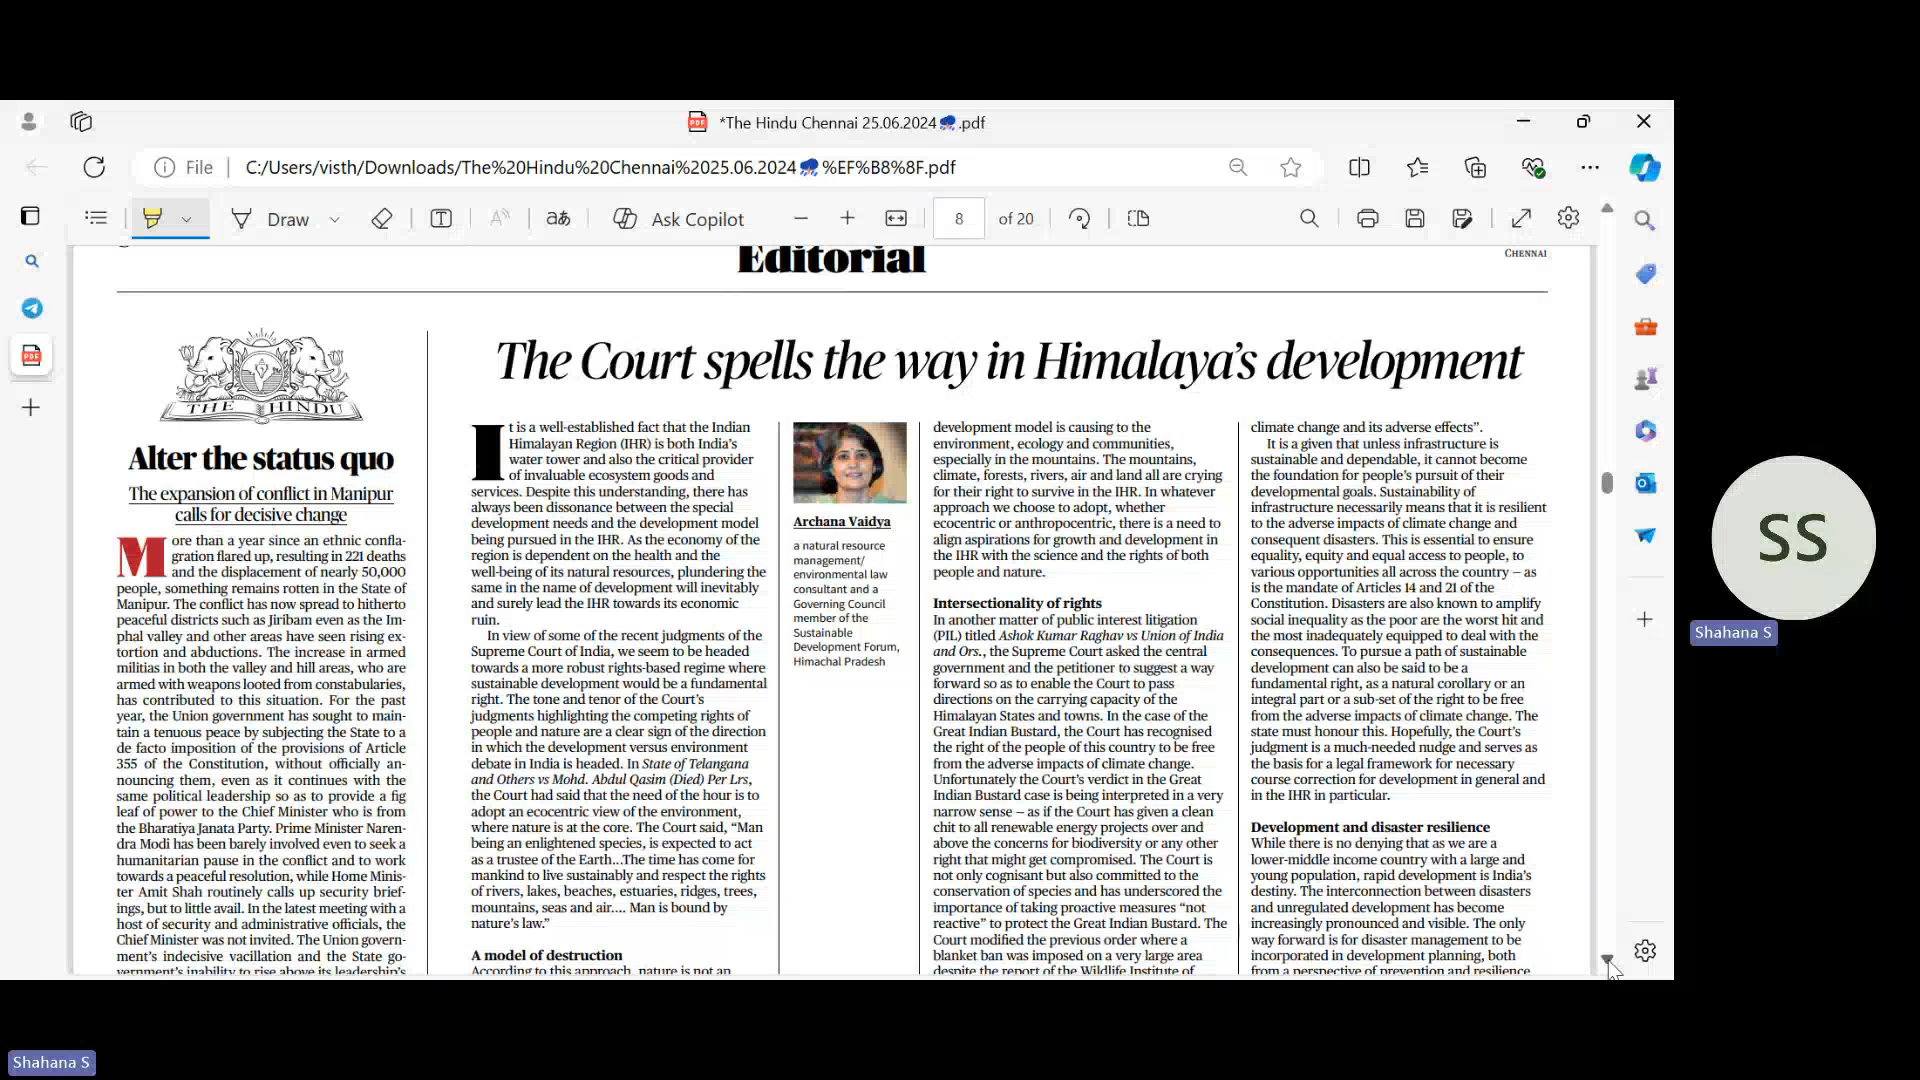 *The Hindu Chennai 25.06.2024🌧️.pdf
File
C:/Users/visth/Downloads/The%20Hindu%20Chennai%2025.06.2024🌧️%EF%B8%8F.pdf
Draw
aあ
Ask Copilot
8
of 20
Editorial
CHENNAI
THE HINDU
Alter the status quo
The expansion of conflict in Manipur
calls for decisive change
More than a year since an ethnic confla-
gration flared up, resulting in 221 deaths
and the displacement of nearly 50,000
people, something remains rotten in the State of
Manipur. The conflict has now spread to hitherto
peaceful districts such as Jiribam even as the Im-
phal valley and other areas have seen rising ex-
tortion and abductions. The increase in armed
militias in both the valley and hill areas, who are
armed with weapons looted from constabularies,
has contributed to this situation. For the past
year, the Union government has sought to main-
tain a tenuous peace by subjecting the State to a
de facto imposition of the provisions of Article
355 of the Constitution, without officially an-
nouncing them, even as it continues with the
same political leadership so as to provide a fig
leaf of power to the Chief Minister who is from
the Bharatiya Janata Party. Prime Minister Naren-
dra Modi has been barely involved even to seek a
humanitarian pause in the conflict and to work
towards a peaceful resolution, while Home Minis-
ter Amit Shah routinely calls up security brief-
ings, but to little avail. In the latest meeting with a
host of security and administrative officials, the
Chief Minister was not invited. The Union govern-
ment's indecisive vacillation and the State go-
vernment's inability to rise above its leadership's
The Court spells the way in Himalaya's development
It is a well-established fact that the Indian
Himalayan Region (IHR) is both India's
water tower and also the critical provider
of invaluable ecosystem goods and
services. Despite this understanding, there has
always been dissonance between the special
development needs and the development model
being pursued in the IHR. As the economy of the
region is dependent on the health and the
well-being of its natural resources, plundering the
same in the name of development will inevitably
and surely lead the IHR towards its economic
ruin.
In view of some of the recent judgments of the
Supreme Court of India, we seem to be headed
towards a more robust rights-based regime where
sustainable development would be a fundamental
right. The tone and tenor of the Court's
judgments highlighting the competing rights of
people and nature are a clear sign of the direction
in which the development versus environment
debate in India is headed. In State of Telangana
and Others vs Mohd. Abdul Qasim (Died) Per Lrs,
the Court had said that the need of the hour is to
adopt an ecocentric view of the environment,
where nature is at the core. The Court said, “Man
being an enlightened species, is expected to act
as a trustee of the Earth...The time has come for
mankind to live sustainably and respect the rights
of rivers, lakes, beaches, estuaries, ridges, trees,
mountains, seas and air.... Man is bound by
nature's law.”
A model of destruction
According to this approach, nature is not an
Archana Vaidya
a natural resource
management/
environmental law
consultant and a
Governing Council
member of the
Sustainable
Development Forum,
Himachal Pradesh
development model is causing to the
environment, ecology and communities,
especially in the mountains. The mountains,
climate, forests, rivers, air and land all are crying
for their right to survive in the IHR. In whatever
approach we choose to adopt, whether
ecocentric or anthropocentric, there is a need to
align aspirations for growth and development in
the IHR with the science and the rights of both
people and nature.
Intersectionality of rights
In another matter of public interest litigation
(PIL) titled Ashok Kumar Raghav vs Union of India
and Ors., the Supreme Court asked the central
government and the petitioner to suggest a way
forward so as to enable the Court to pass
directions on the carrying capacity of the
Himalayan States and towns. In the case of the
Great Indian Bustard, the Court has recognised
the right of the people of this country to be free
from the adverse impacts of climate change.
Unfortunately the Court's verdict in the Great
Indian Bustard case is being interpreted in a very
narrow sense – as if the Court has given a clean
chit to all renewable energy projects over and
above the concerns for biodiversity or any other
right that might get compromised. The Court is
not only cognisant but also committed to the
conservation of species and has underscored the
importance of taking proactive measures “not
reactive” to protect the Great Indian Bustard. The
Court modified the previous order where a
blanket ban was imposed on a very large area
despite the report of the Wildlife Institute of
climate change and its adverse effects”.
It is a given that unless infrastructure is
sustainable and dependable, it cannot become
the foundation for people's pursuit of their
developmental goals. Sustainability of
infrastructure necessarily means that it is resilient
to the adverse impacts of climate change and
consequent disasters. This is essential to ensure
equality, equity and equal access to people, to
various opportunities all across the country – as
is the mandate of Articles 14 and 21 of the
Constitution. Disasters are also known to amplify
social inequality as the poor are the worst hit and
the most inadequately equipped to deal with the
consequences. To pursue a path of sustainable
development can also be said to be a
fundamental right, as a natural corollary or an
integral part or a sub-set of the right to be free
from the adverse impacts of climate change. The
state must honour this. Hopefully, the Court's
judgment is a much-needed nudge and serves as
the basis for a legal framework for necessary
course correction for development in general and
in the IHR in particular.
Development and disaster resilience
While there is no denying that as we are a
lower-middle income country with a large and
young population, rapid development is India's
destiny. The interconnection between disasters
and unregulated development has become
increasingly pronounced and visible. The only
way forward is for disaster management to be
incorporated in development planning, both
from a perspective of prevention and resilience
SS
Shahana S
Shahana S